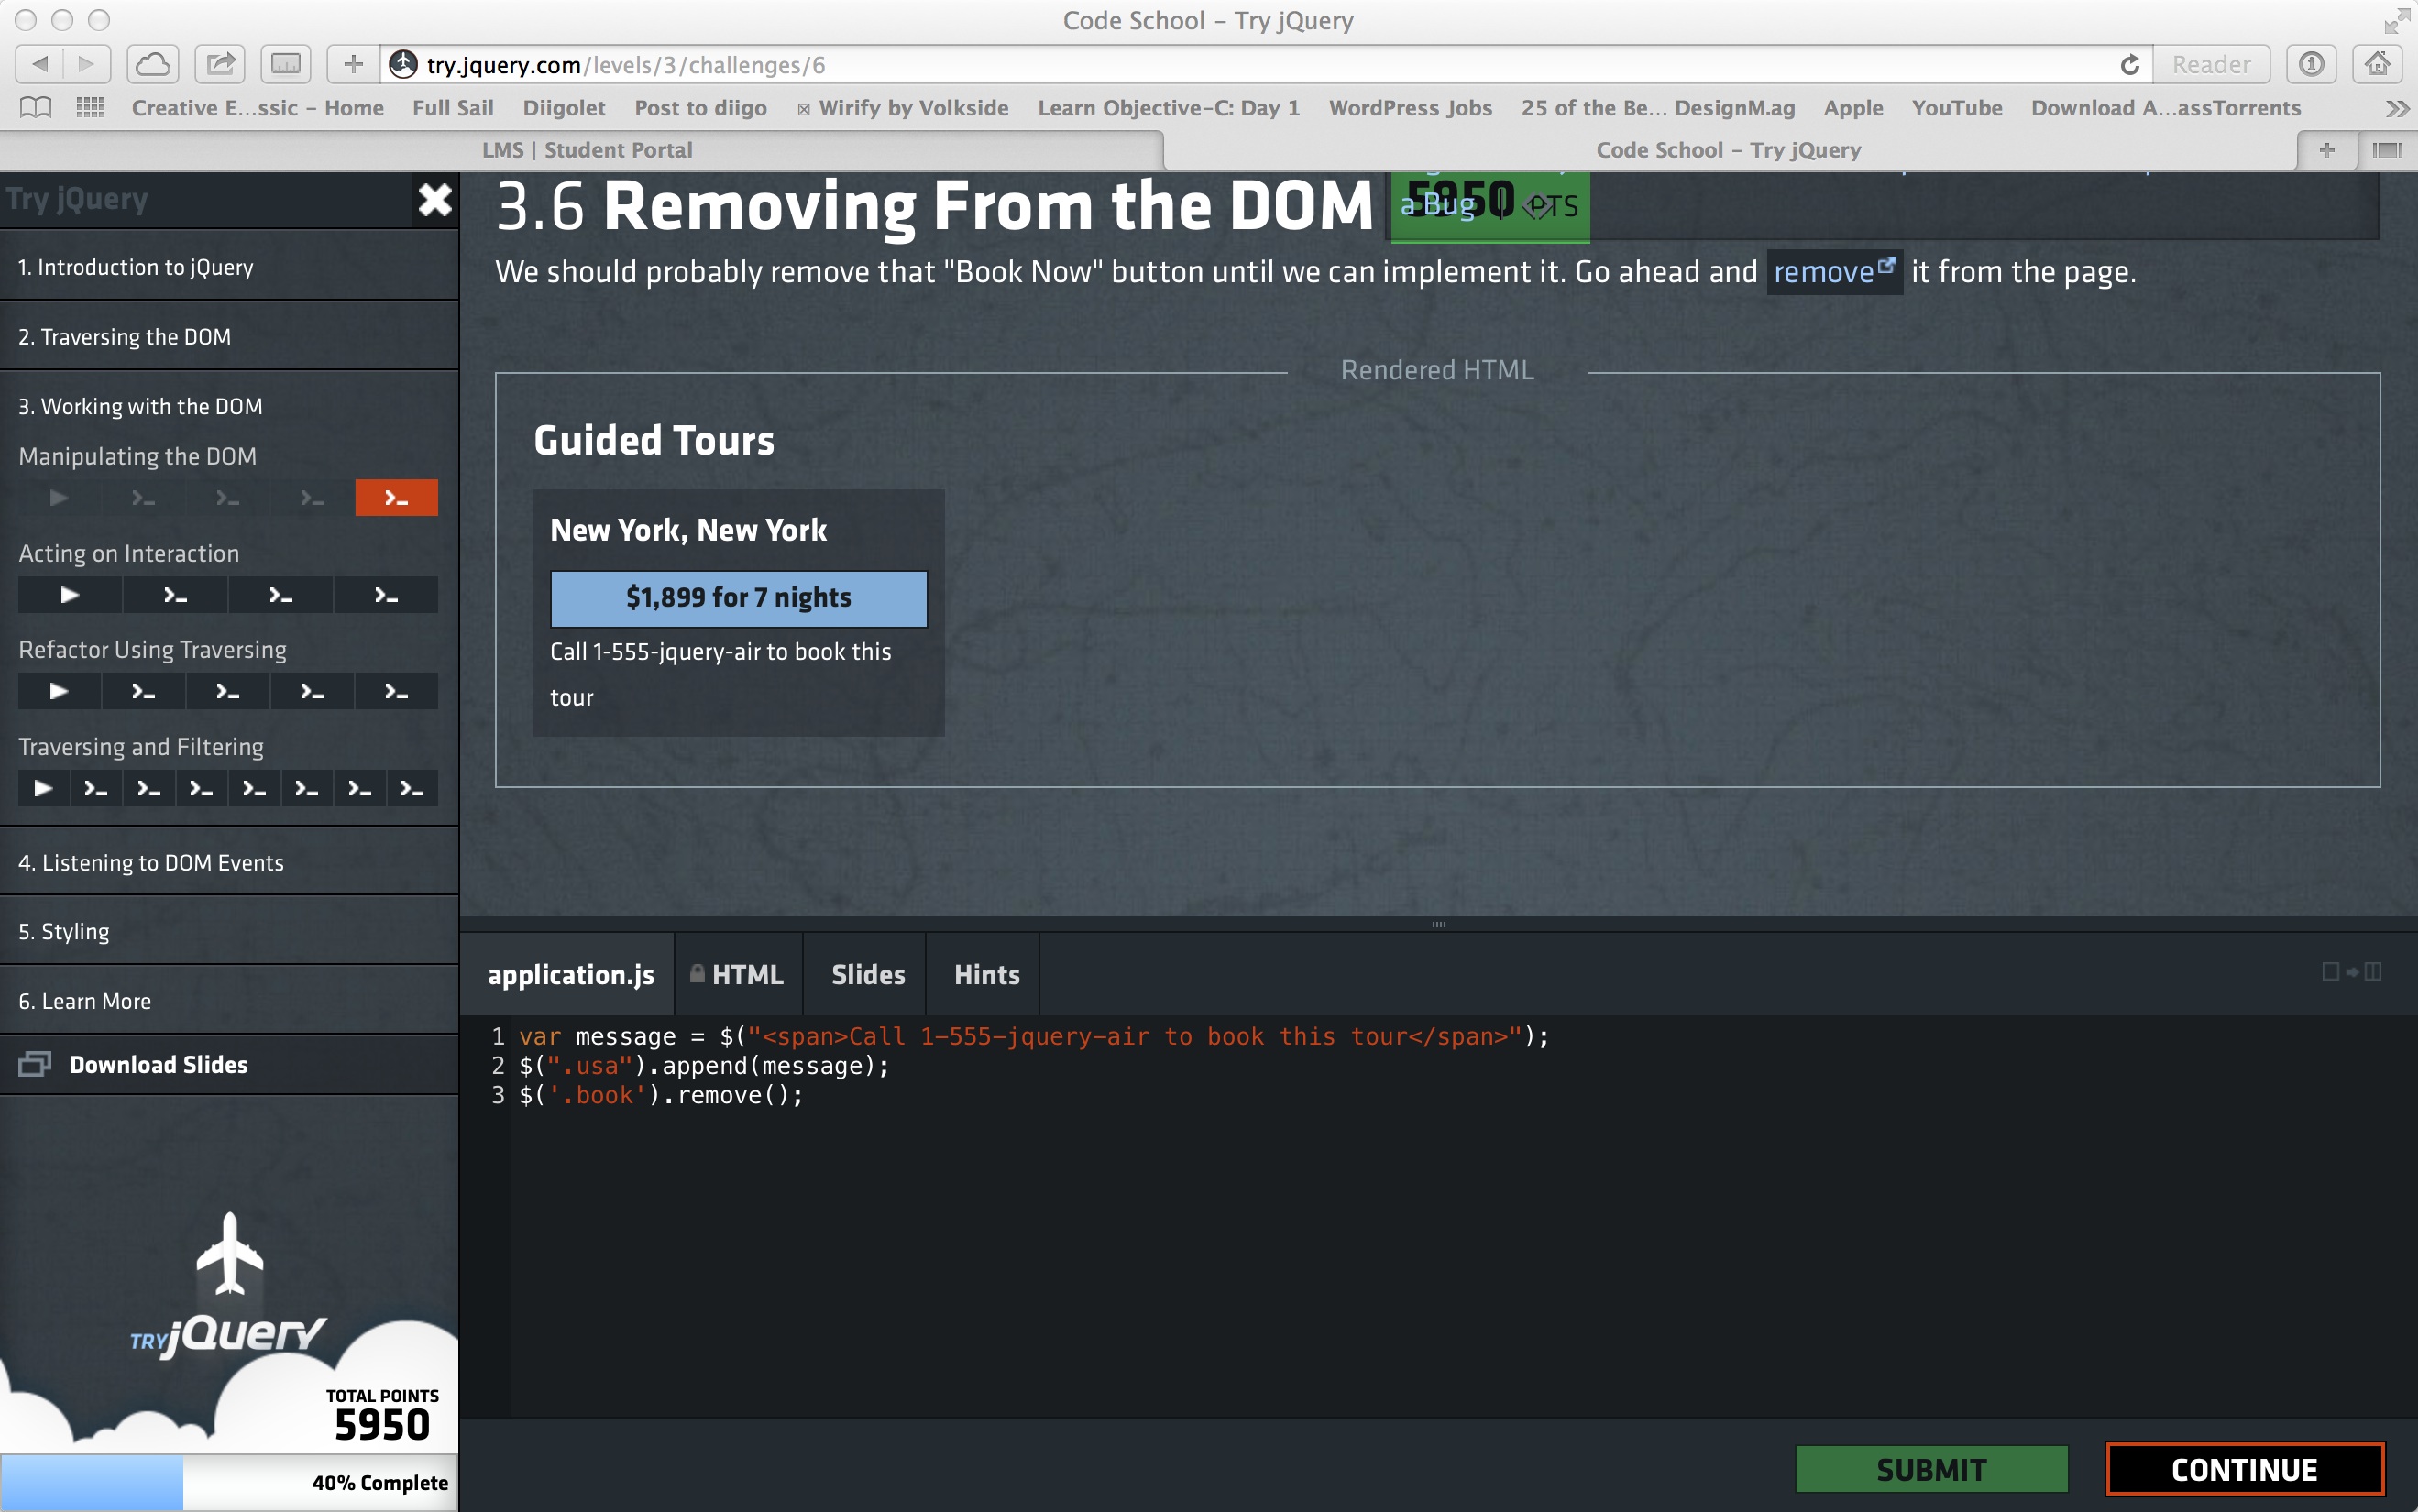 Code School – Try jQuery
try.jquery.com/levels/3/challenges/6
Reader
Creative E...ssic – Home Full Sail Diigolet Post to diigo Wirify by Volkside Learn Objective-C: Day 1 WordPress Jobs 25 of the Be... DesignM.ag Apple YouTube Download A...assTorrents
LMS | Student Portal
Code School – Try jQuery
Try jQuery
1. Introduction to jQuery
2. Traversing the DOM
3. Working with the DOM
Manipulating the DOM
Acting on Interaction
Refactor Using Traversing
Traversing and Filtering
4. Listening to DOM Events
5. Styling
6. Learn More
Download Slides
TRY jQuery
TOTAL POINTS
5950
40% Complete
3.6 Removing From the DOM
5950 PTS
a Bug |
We should probably remove that "Book Now" button until we can implement it. Go ahead and remove it from the page.
Rendered HTML
Guided Tours
New York, New York
$1,899 for 7 nights
Call 1-555-jquery-air to book this
tour
application.js HTML Slides Hints
1 var message = $("<span>Call 1-555-jquery-air to book this tour</span>");
2 $(".usa").append(message);
3 $('.book').remove();
SUBMIT CONTINUE